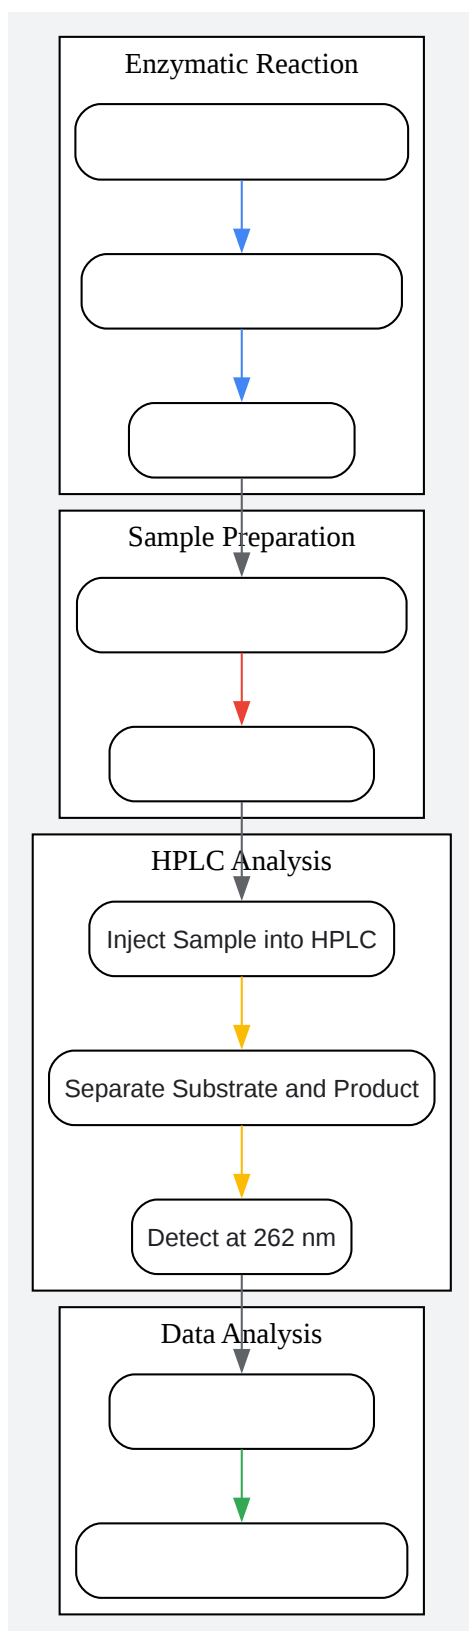 Enzymatic Reaction
Sample Preparation
HPLC Analysis
Inject Sample into HPLC
Separate Substrate and Product
Detect at 262 nm
Data Analysis